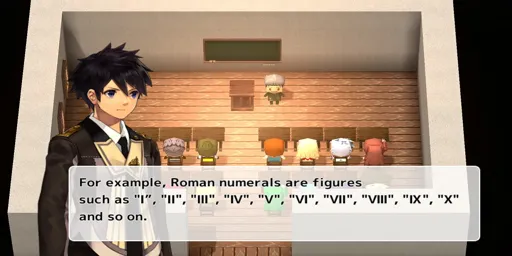 For example, Roman numerals are figures
such as "I", "II", "III", "IV", "V", "VI", "VII", "VIII", "IX", "X"
and so on.